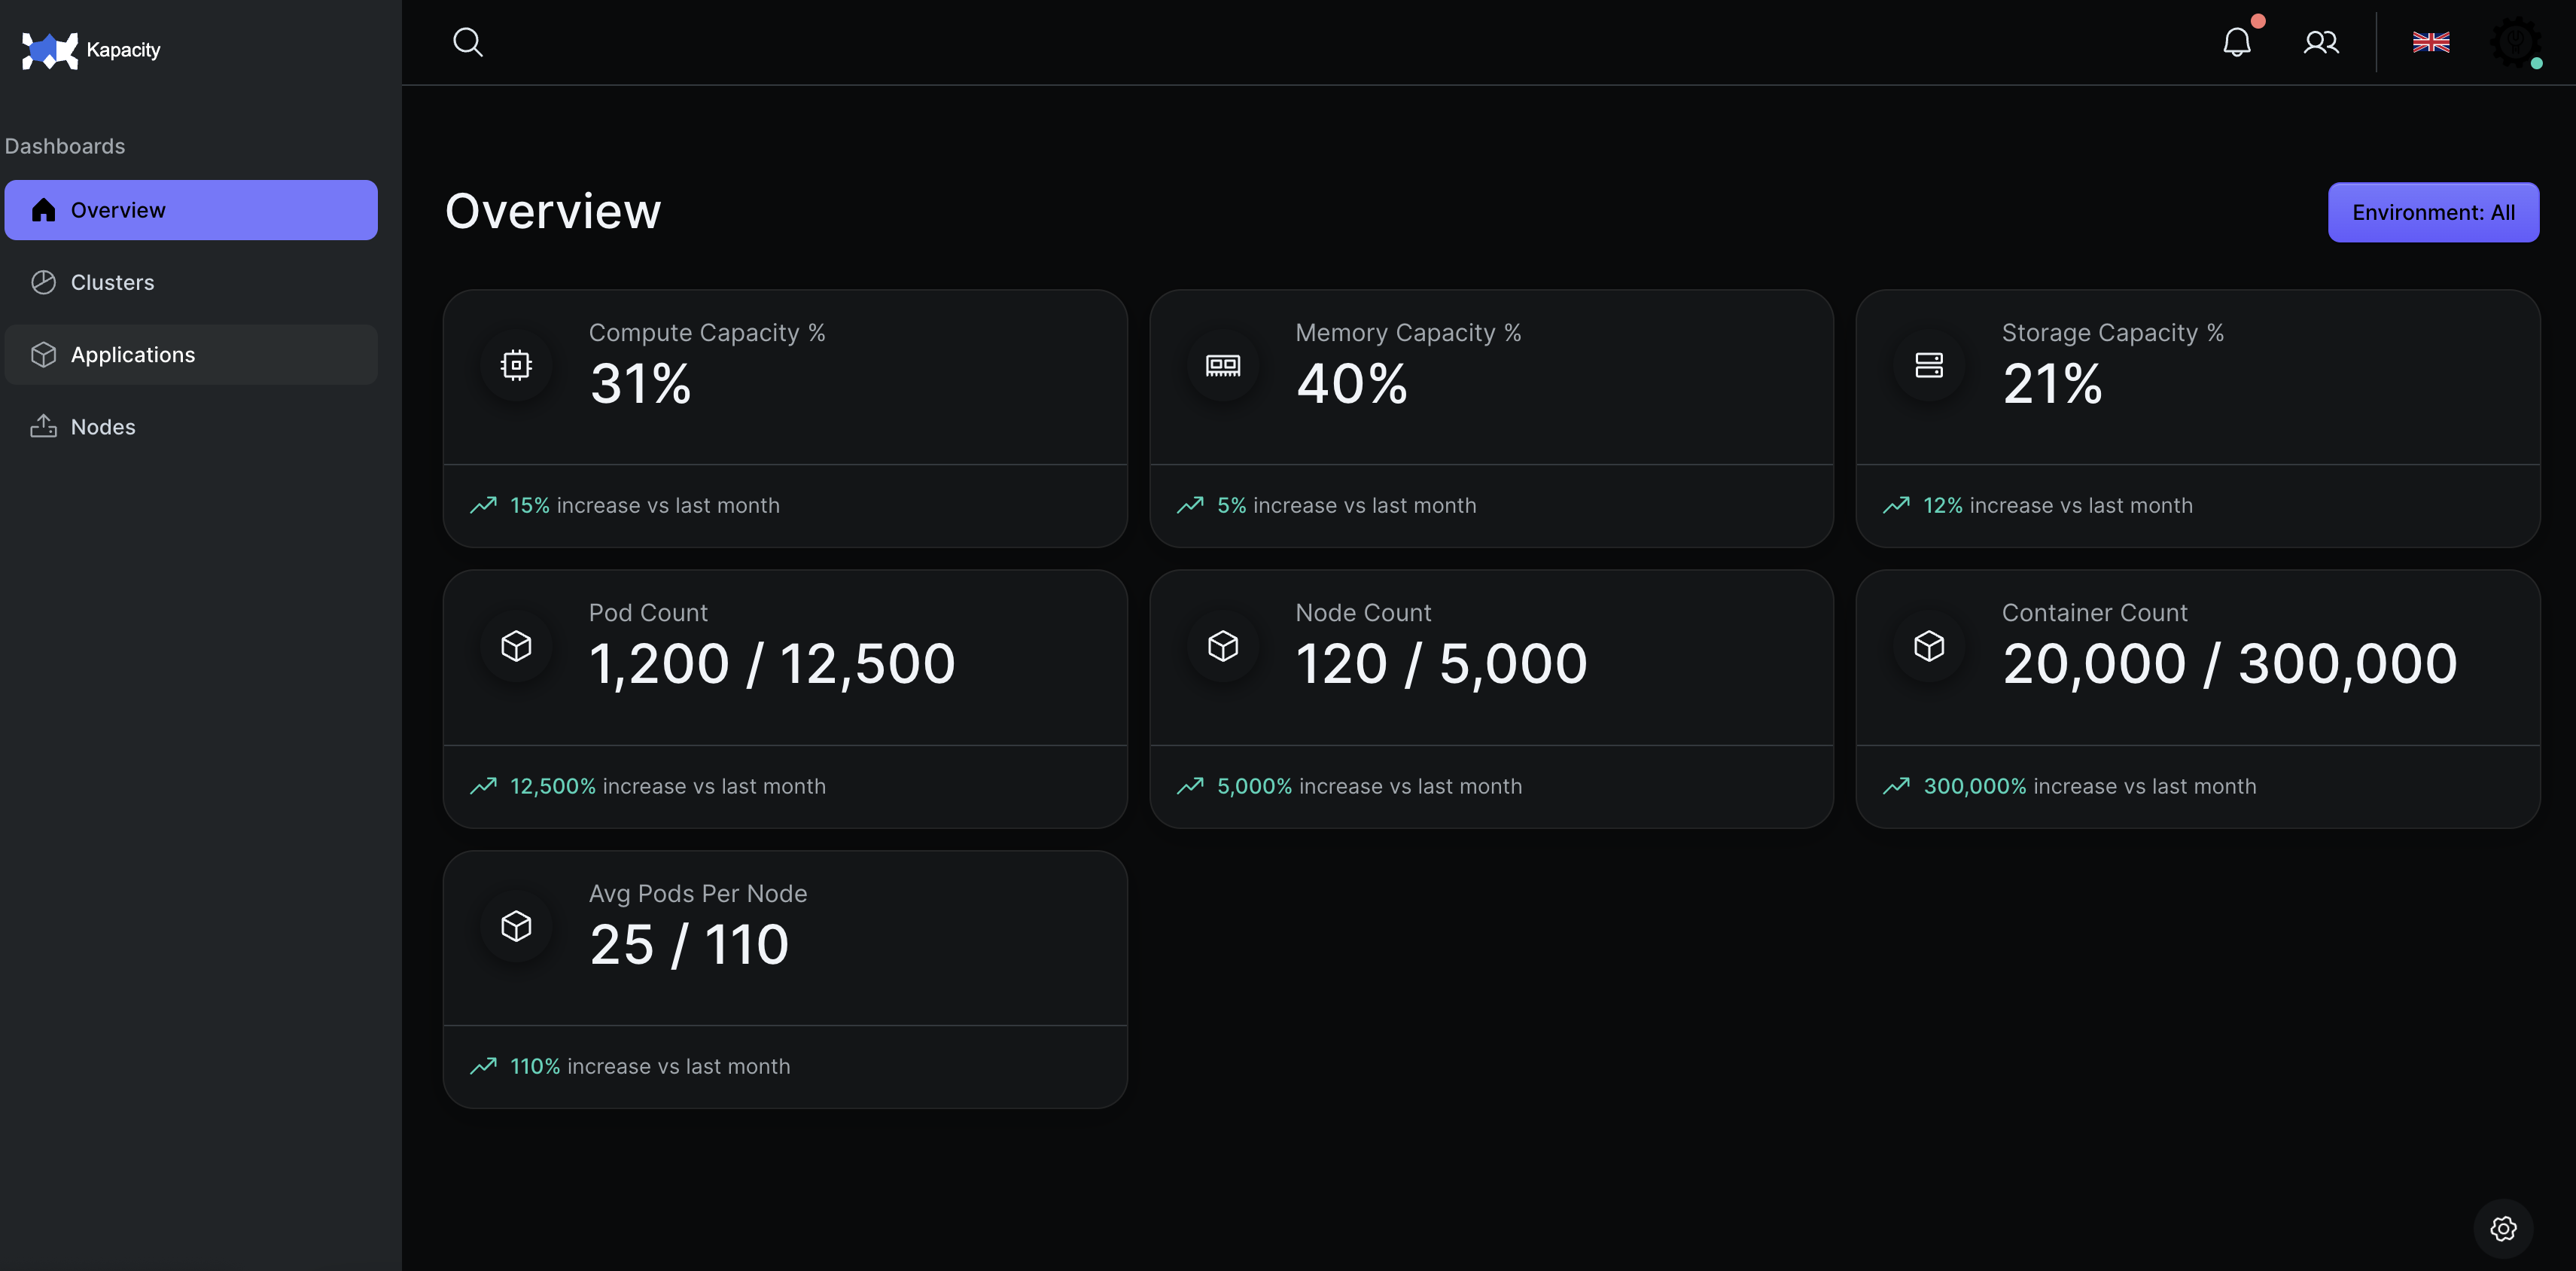 Kapacity
Dashboards
Overview
Clusters
Applications
Nodes
Overview
Environment: All
Compute Capacity %
31%
15% increase vs last month
Memory Capacity %
40%
5% increase vs last month
Storage Capacity %
21%
12% increase vs last month
Pod Count
1,200 / 12,500
12,500% increase vs last month
Node Count
120 / 5,000
5,000% increase vs last month
Container Count
20,000 / 300,000
300,000% increase vs last month
Avg Pods Per Node
25 / 110
110% increase vs last month